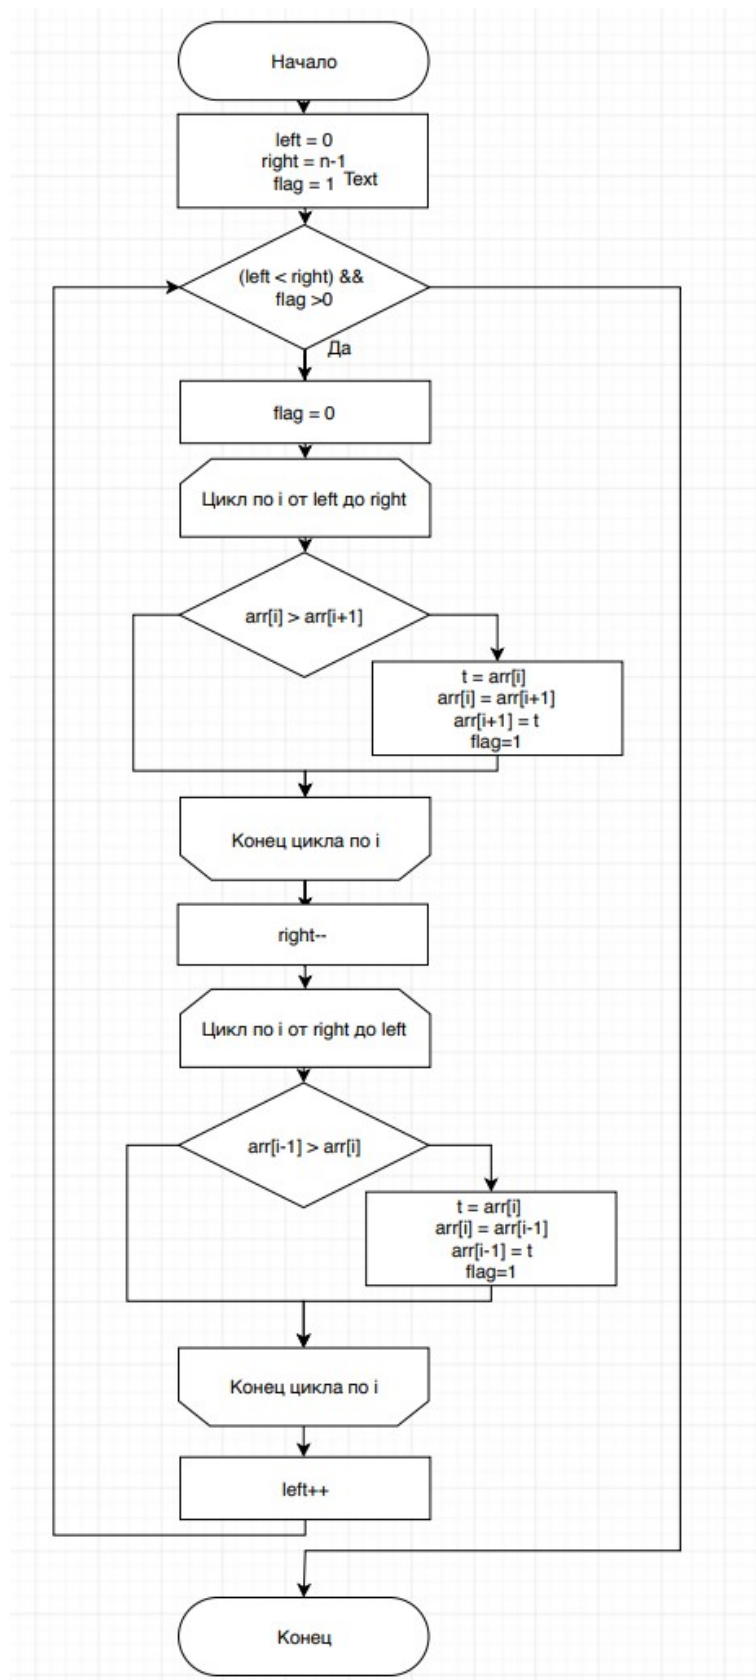 Начало
left = 0
right = n-1
flag = 1
Text
(left < right) &&
flag >0
Да
flag = 0
Цикл по i от left до right
arr[i] > arr[i+1]
t = arr[i]
arr[i] = arr[i+1]
arr[i+1] = t
flag=1
Конец цикла по i
right--
Цикл по i от right до left
arr[i-1] > arr[i]
t = arr[i]
arr[i] = arr[i-1]
arr[i-1] = t
flag=1
Конец цикла по i
left++
Конец